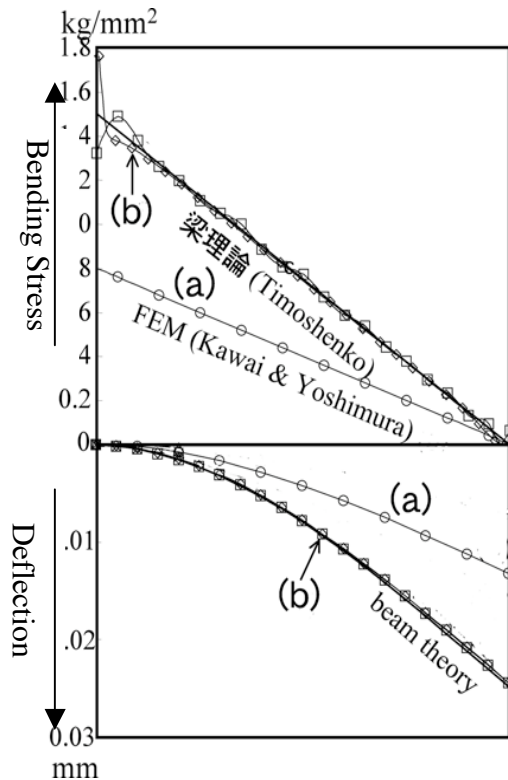 kg/mm²
1.8
1.6
4
2
0
8
6
4
0.2
0
.01
.02
0.03
mm
Bending Stress
Deflection
(b)
梁理論 (Timoshenko)
(a)
FEM (Kawai & Yoshimura)
(a)
(b)
beam theory